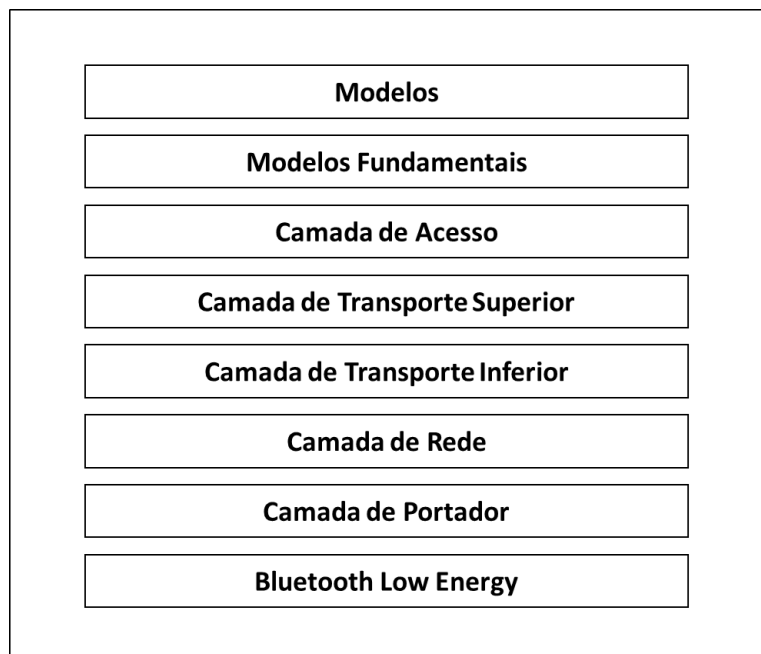 Modelos
Modelos Fundamentais
Camada de Acesso
Camada de Transporte Superior
Camada de Transporte Inferior
Camada de Rede
Camada de Portador
Bluetooth Low Energy